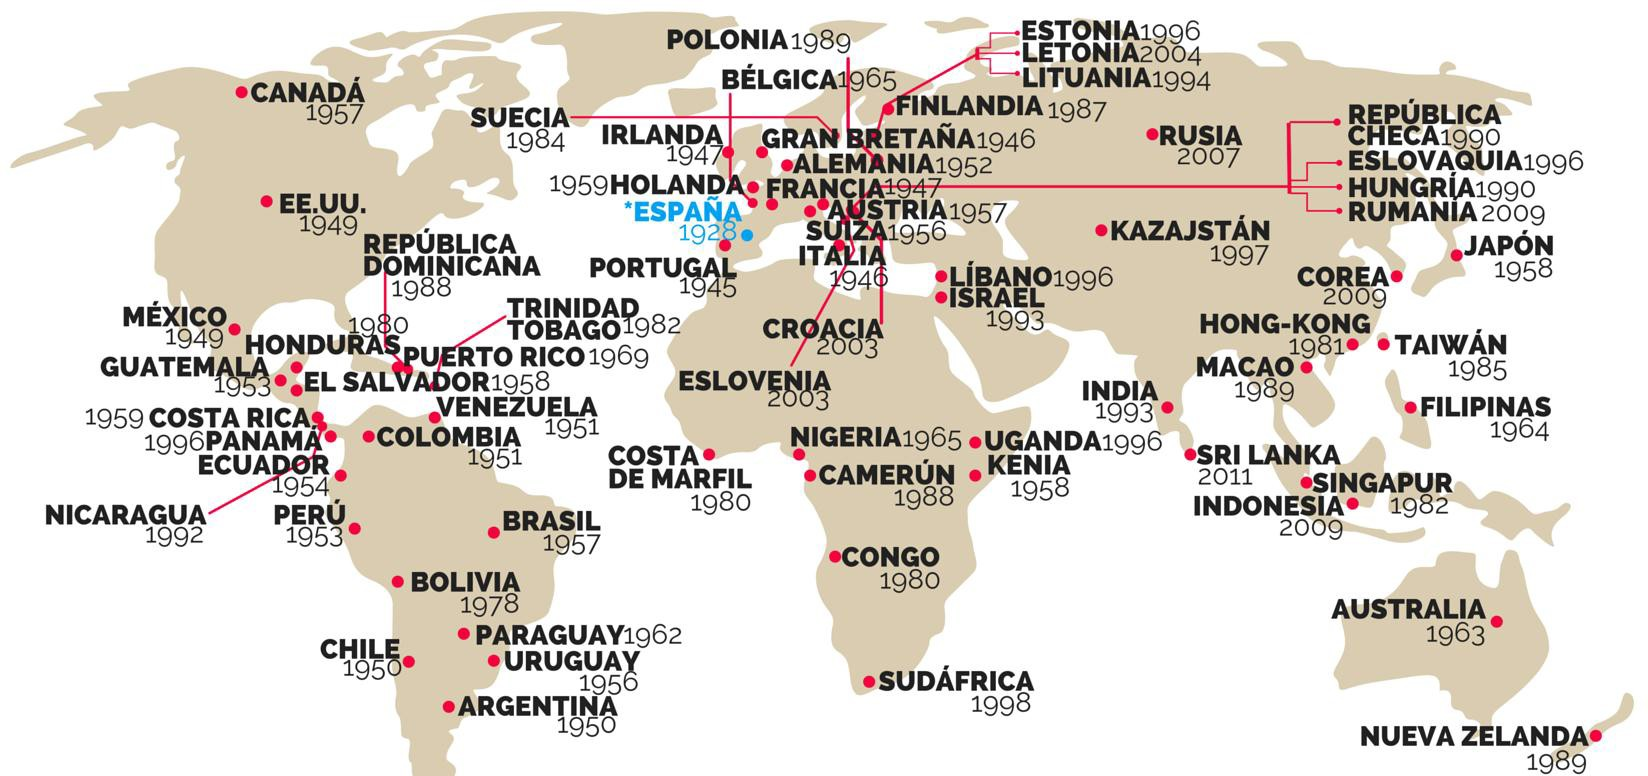 POLONIA 1989
BÉLGICA 1965
ESTONIA 1996
LETONIA 2004
LITUANIA 1994
CANADÁ
1957
SUECIA
1984
IRLANDA
1947
GRAN BRETAÑA 1946
FINLANDIA 1987
ALEMANIA 1952
RUSIA
2007
REPÚBLICA
CHECA 1990
ESLOVAQUIA 1996
HUNGRÍA 1990
RUMANÍA 2009
1959 HOLANDA
FRANCIA 1947
*ESPAÑA
1928
AUSTRIA 1957
SUIZA 1956
ITALIA
1946
PORTUGAL
1945
EE.UU.
1949
REPÚBLICA
DOMINICANA
1988
KAZAJSTÁN
1997
JAPÓN
1958
COREA
2009
LÍBANO 1996
ISRAEL
1993
MÉXICO
1949
TRINIDAD
TOBAGO 1982
1980
HONDURAS
PUERTO RICO 1969
CROACIA
2003
HONG-KONG
1981
TAIWÁN
1985
GUATEMALA
1953
EL SALVADOR 1958
ESLOVENIA
2003
MACAO
1989
INDIA
1993
FILIPINAS
1964
1959 COSTA RICA
1996 PANAMÁ
VENEZUELA
1951
COLOMBIA
1951
ECUADOR
1954
COSTA
DE MARFIL
1980
NIGERIA 1965
CAMERÚN
1988
UGANDA 1996
KENIA
1958
SRI LANKA
2011
SINGAPUR
1982
INDONESIA
2009
NICARAGUA
1992
PERÚ
1953
BRASIL
1957
CONGO
1980
BOLIVIA
1978
PARAGUAY 1962
CHILE
1950
URUGUAY
1956
ARGENTINA
1950
SUDÁFRICA
1998
AUSTRALIA
1963
NUEVA ZELANDA
1989